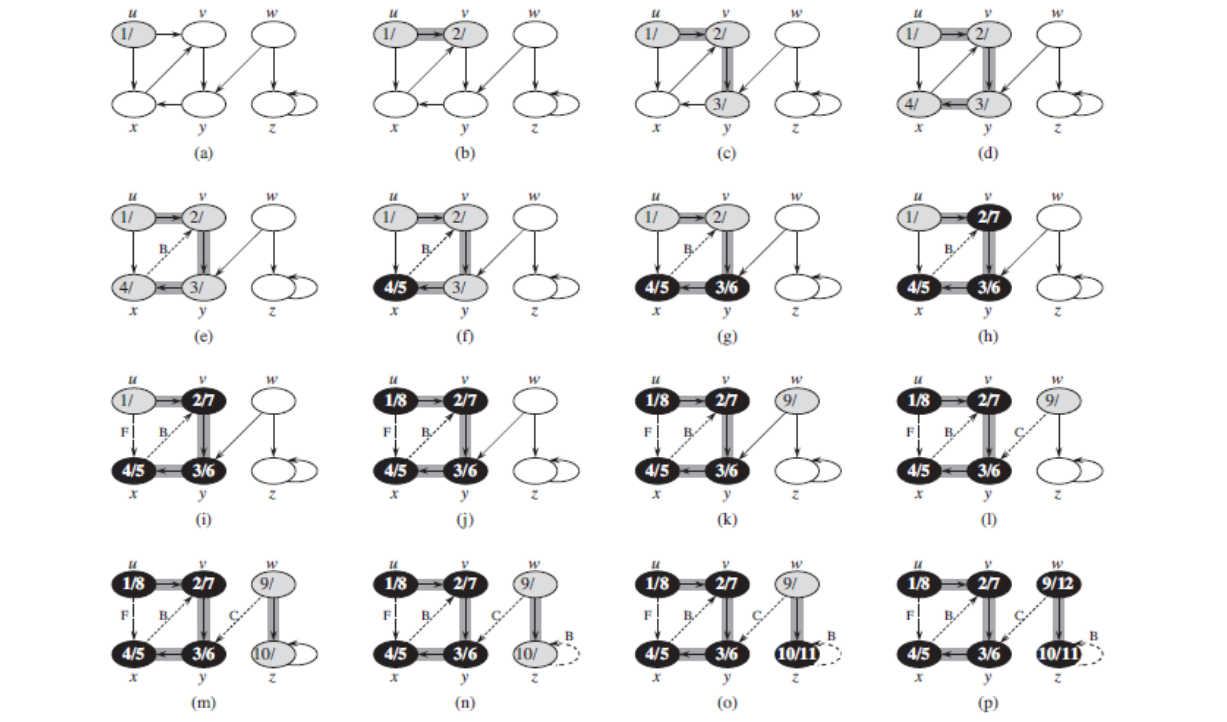 u v w u v w u v w u v w
1/ 1/ 2/ 1/ 2/ 1/ 2/
3/ 4/ 3/
x y z x y z x y z x y z
(a) (b) (c) (d)
u v w u v w u v w u v w
1/ 2/ 1/ 2/ 1/ 2/ 1/ 2/7
B B B B
4/ 3/ 4/5 3/ 4/5 3/6 4/5 3/6
x y z x y z x y z x y z
(e) (f) (g) (h)
u v w u v w u v w u v w
1/ 2/7 1/8 2/7 1/8 2/7 9/ 1/8 2/7 9/
F B F B F B F B C
4/5 3/6 4/5 3/6 4/5 3/6 4/5 3/6
x y z x y z x y z x y z
(i) (j) (k) (l)
u v w u v w u v w u v w
1/8 2/7 9/ 1/8 2/7 9/ 1/8 2/7 9/ 1/8 2/7 9/12
F B C F B C B F B C B F B C B
4/5 3/6 10/ 4/5 3/6 10/ 4/5 3/6 10/11 4/5 3/6 10/11
x y z x y z x y z x y z
(m) (n) (o) (p)